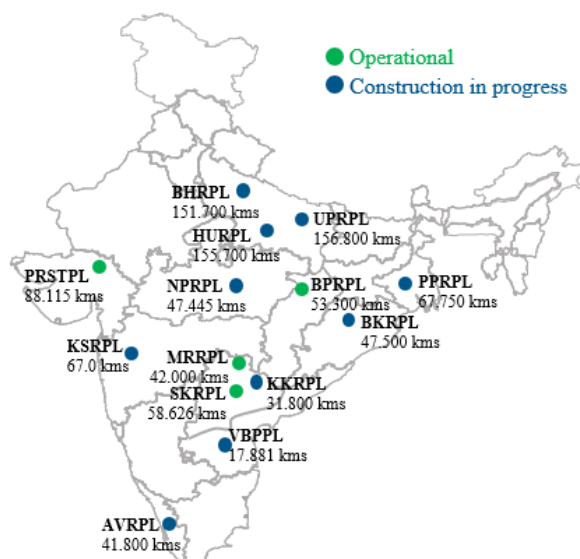 Operational
Construction in progress
BHRPL
151.700 kms
UPRPL
156.800 kms
HURPL
155.700 kms
PRSTPL
88.115 kms
NPRPL
47.445 kms
BPRPL
53.300 kms
PPRPL
67.750 kms
BKRPL
47.500 kms
KSRPL
67.01 kms
MRRPL
42.000 kms
KKRPL
31.800 kms
SKRPL
58.626 kms
VBPPL
17.881 kms
AVRPL
41.800 kms